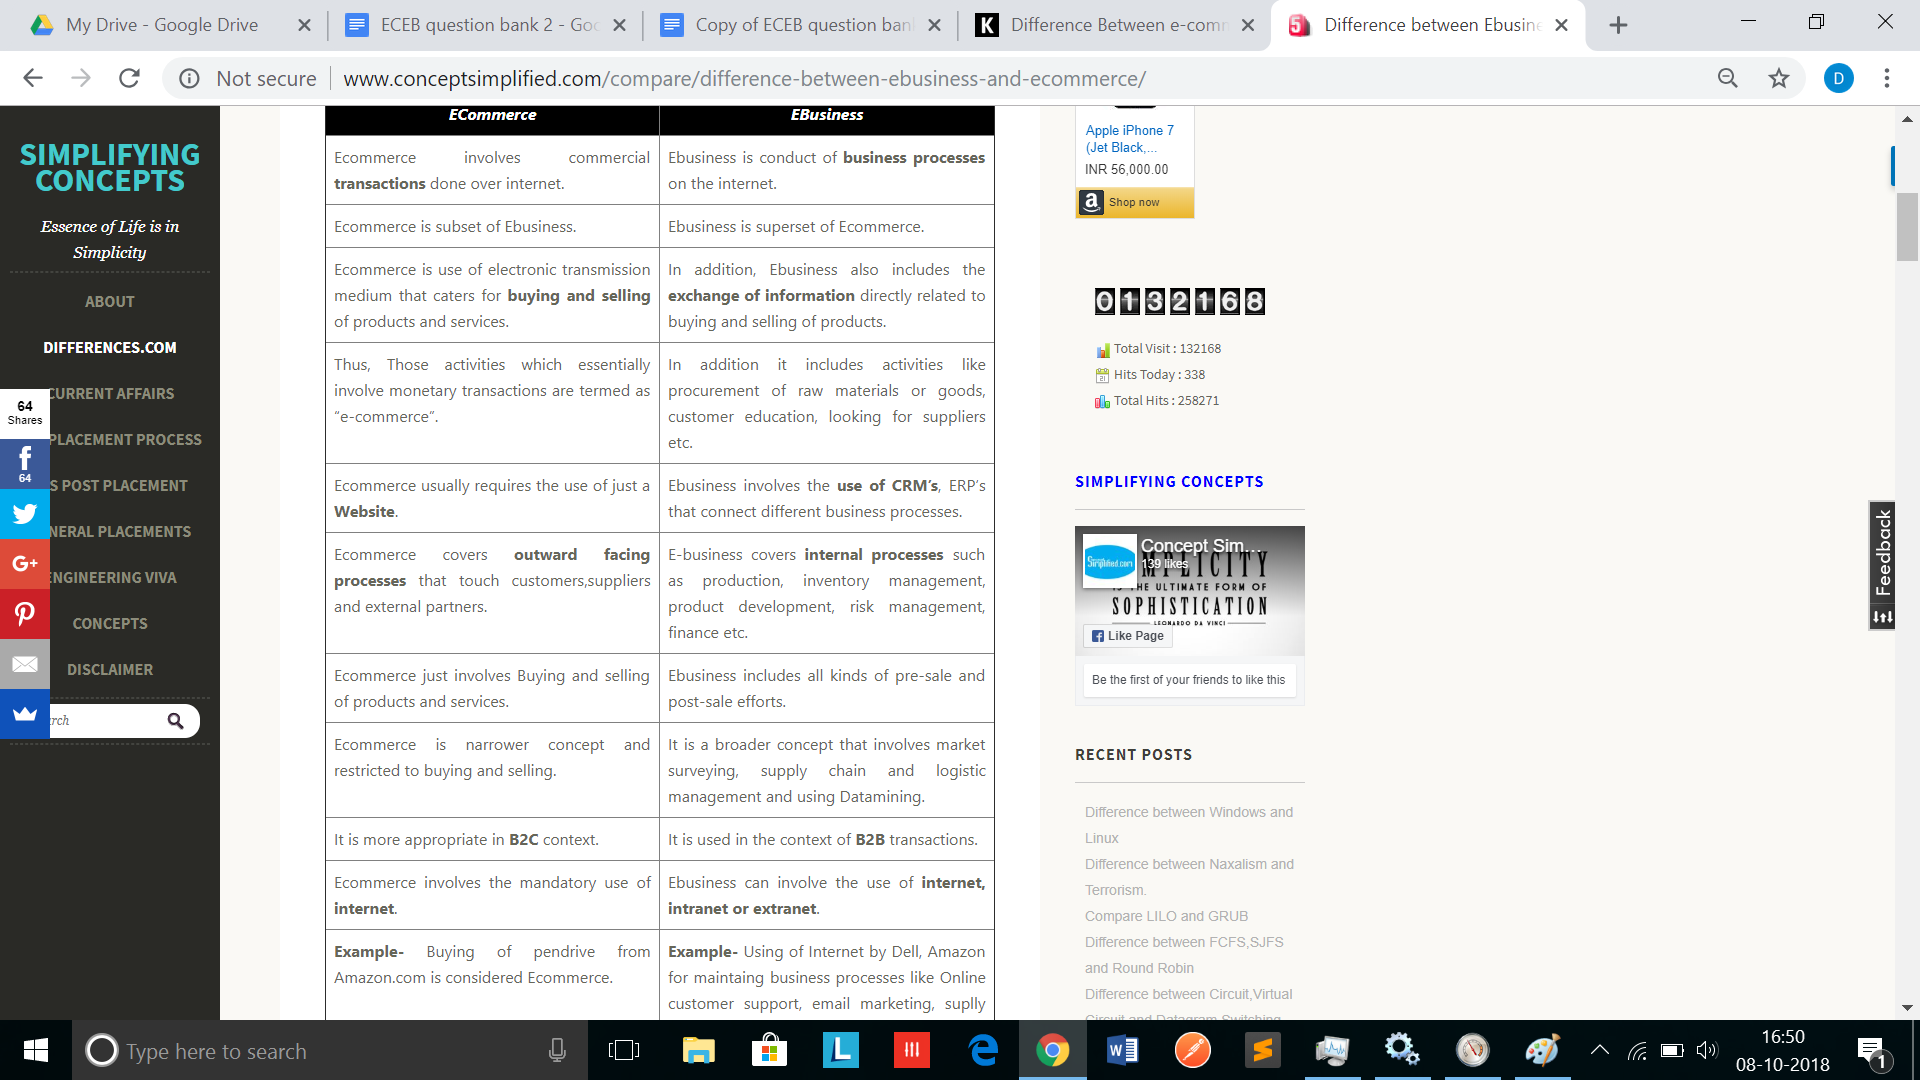 My Drive - Google Drive
ECEB question bank 2 - Goo
Copy of ECEB question ban
Difference Between e-comm
Difference between Ebusine
Not secure
www.conceptsimplified.com/compare/difference-between-ebusiness-and-ecommerce/
D
SIMPLIFYING
CONCEPTS
Essence of Life is in
Simplicity
ABOUT
DIFFERENCES.COM
CURRENT AFFAIRS
PLACEMENT PROCESS
S POST PLACEMENT
NERAL PLACEMENTS
ENGINEERING VIVA
CONCEPTS
DISCLAIMER
rch
64
Shares
64
ECommerce
EBusiness
Ecommerce involves commercial
transactions done over internet.
Ebusiness is conduct of business processes
on the internet.
Ecommerce is subset of Ebusiness.
Ebusiness is superset of Ecommerce.
Ecommerce is use of electronic transmission
medium that caters for buying and selling
of products and services.
In addition, Ebusiness also includes the
exchange of information directly related to
buying and selling of products.
Thus, Those activities which essentially
involve monetary transactions are termed as
“e-commerce”.
In addition it includes activities like
procurement of raw materials or goods,
customer education, looking for suppliers
etc.
Ecommerce usually requires the use of just a
Website.
Ebusiness involves the use of CRM’s, ERP’s
that connect different business processes.
Ecommerce covers outward facing
processes that touch customers,suppliers
and external partners.
E-business covers internal processes such
as production, inventory management,
product development, risk management,
finance etc.
Ecommerce just involves Buying and selling
of products and services.
Ebusiness includes all kinds of pre-sale and
post-sale efforts.
Ecommerce is narrower concept and
restricted to buying and selling.
It is a broader concept that involves market
surveying, supply chain and logistic
management and using Datamining.
It is more appropriate in B2C context.
It is used in the context of B2B transactions.
Ecommerce involves the mandatory use of
internet.
Ebusiness can involve the use of internet,
intranet or extranet.
Example- Buying of pendrive from
Amazon.com is considered Ecommerce.
Example- Using of Internet by Dell, Amazon
for maintaing business processes like Online
customer support, email marketing, suplly
Apple iPhone 7
(Jet Black,...
INR 56,000.00
Shop now
0132168
Total Visit : 132168
Hits Today : 338
Total Hits : 258271
SIMPLIFYING CONCEPTS
Concept Sim...
139 likes
THE ULTIMATE FORM OF
SOPHISTICATION
LEONARDO DA VINCI
Like Page
Be the first of your friends to like this
RECENT POSTS
Difference between Windows and
Linux
Difference between Naxalism and
Terrorism.
Compare LILO and GRUB
Difference between FCFS,SJFS
and Round Robin
Difference between Circuit,Virtual
Circuit and Datagram Switching
Feedback
Type here to search
16:50
08-10-2018
1